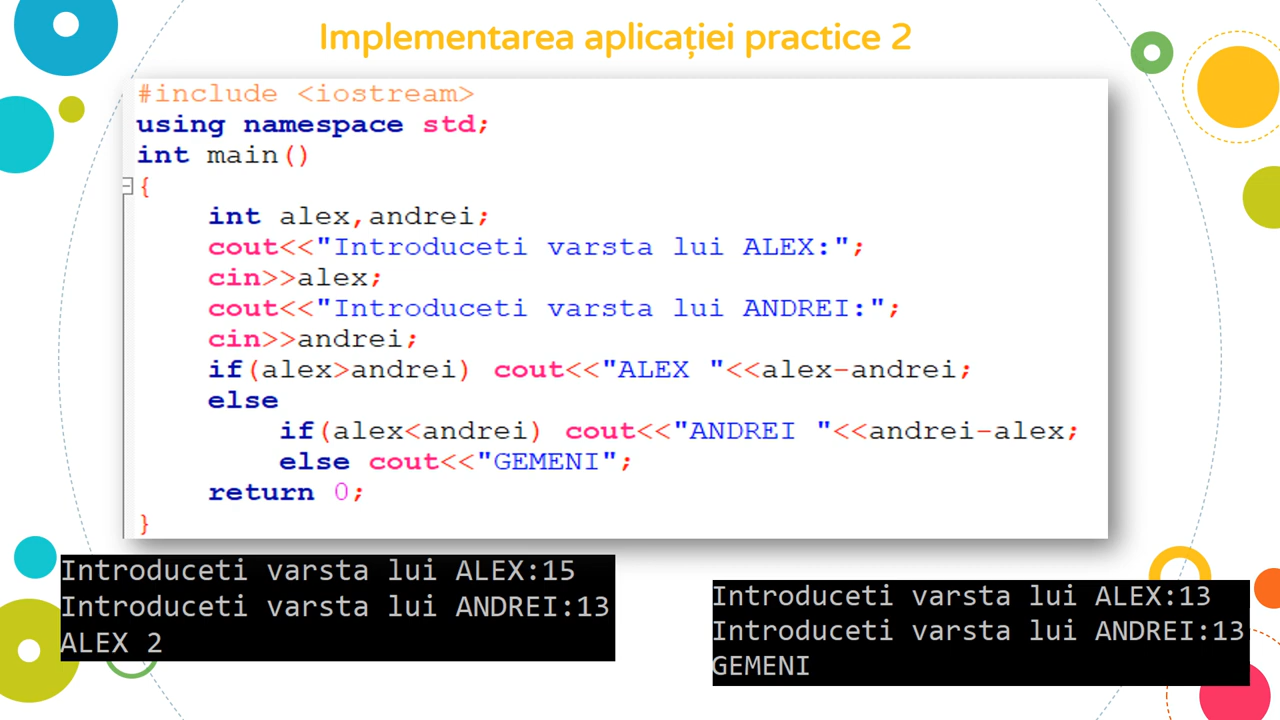 Implementarea aplicației practice 2
#include <iostream>
using namespace std;
int main()
{
int alex,andrei;
cout<<"Introduceti varsta lui ALEX:";
cin>>alex;
cout<<"Introduceti varsta lui ANDREI:";
cin>>andrei;
if(alex>andrei) cout<<"ALEX "<<alex-andrei;
else
if(alex<andrei) cout<<"ANDREI "<<andrei-alex;
else cout<<"GEMENI";
return 0;
}
Introduceti varsta lui ALEX:15
Introduceti varsta lui ANDREI:13
ALEX 2
Introduceti varsta lui ALEX:13
Introduceti varsta lui ANDREI:13
GEMENI